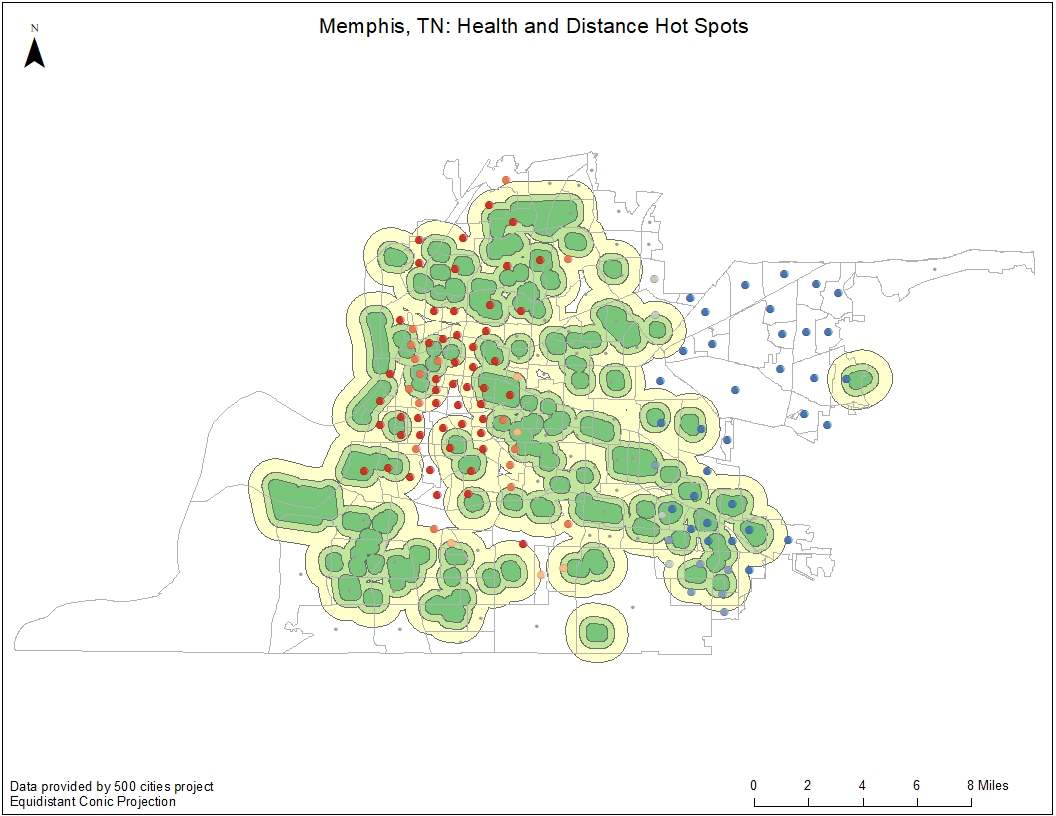 Memphis, TN: Health and Distance Hot Spots
N
Data provided by 500 cities project
Equidistant Conic Projection
0 2 4 6 8 Miles